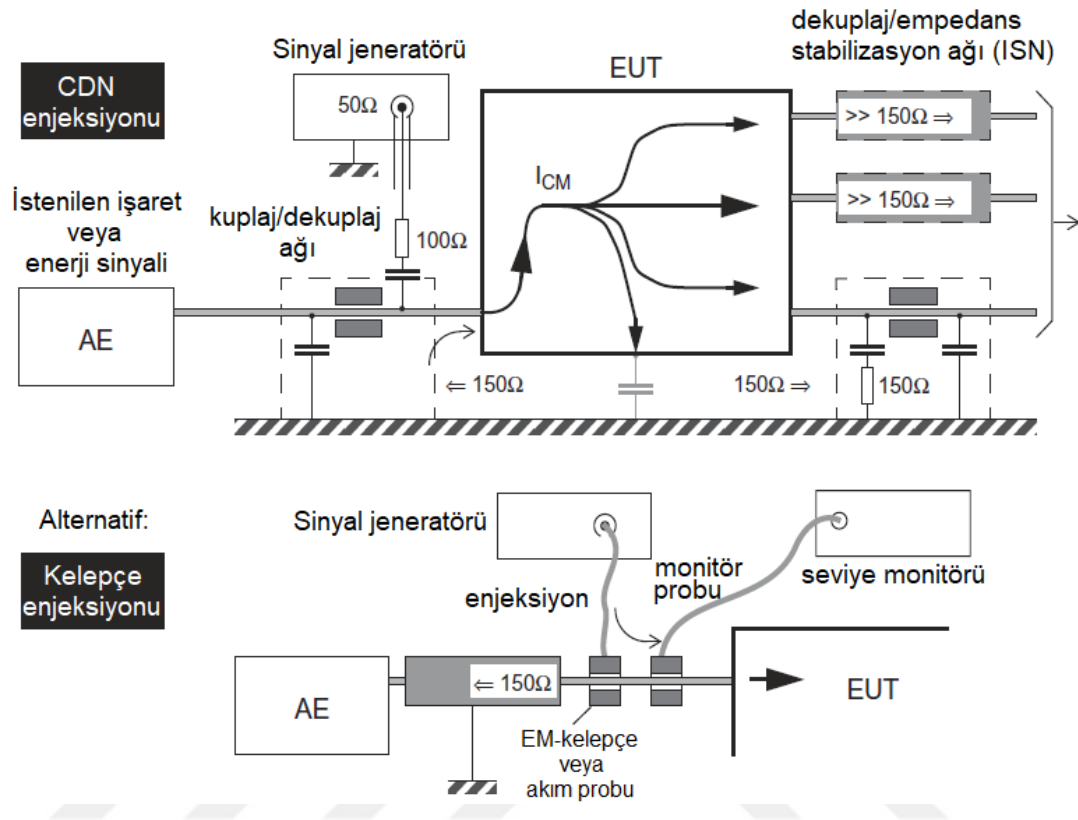 CDN
enjeksiyonu
Sinyal jeneratörü
50Ω
EUT
dekuplaj/empedans
stabilizasyon ağı (ISN)
>> 150Ω ⇒
>> 150Ω ⇒
I_CM
İstenilen işaret
veya
enerji sinyali
kuplaj/dekuplaj
ağı
100Ω
AE
⇐ 150Ω
150Ω ⇒
150Ω
Alternatif:
Kelepçe
enjeksiyonu
Sinyal jeneratörü
enjeksiyon
monitör
probu
seviye monitörü
AE
⇐ 150Ω
EUT
EM-kelepçe
veya
akım probu